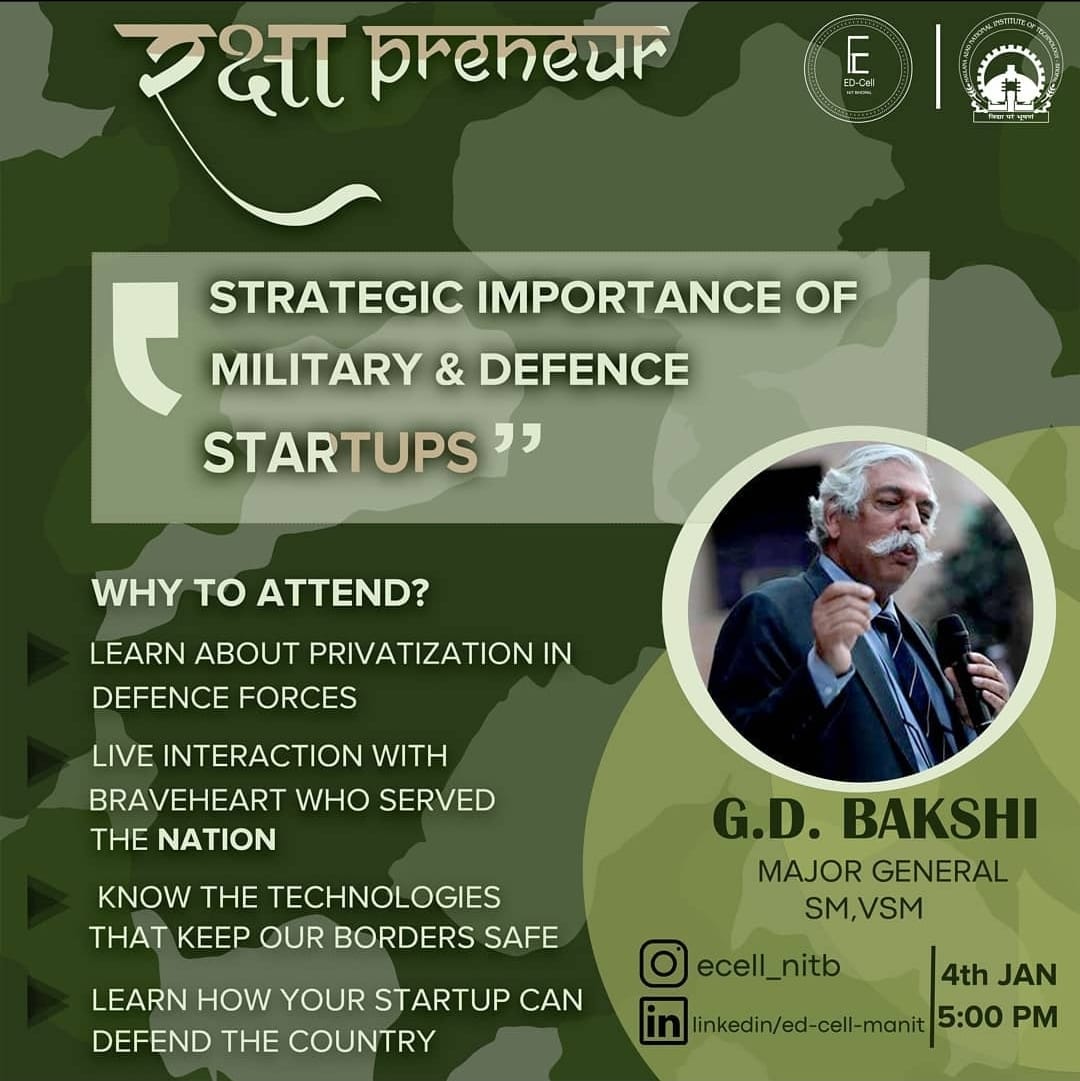 रक्षा preneur
ED-Cell
NIT BHOPAL
MAULANA AZAD NATIONAL INSTITUTE OF TECHNOLOGY
विद्या परं भूषणं
STRATEGIC IMPORTANCE OF
MILITARY & DEFENCE
STARTUPS ”
WHY TO ATTEND?
LEARN ABOUT PRIVATIZATION IN
DEFENCE FORCES
LIVE INTERACTION WITH
BRAVEHEART WHO SERVED
THE NATION
KNOW THE TECHNOLOGIES
THAT KEEP OUR BORDERS SAFE
LEARN HOW YOUR STARTUP CAN
DEFEND THE COUNTRY
G.D. BAKSHI
MAJOR GENERAL
SM,VSM
ecell_nitb
linkedin/ed-cell-manit
4th JAN
5:00 PM